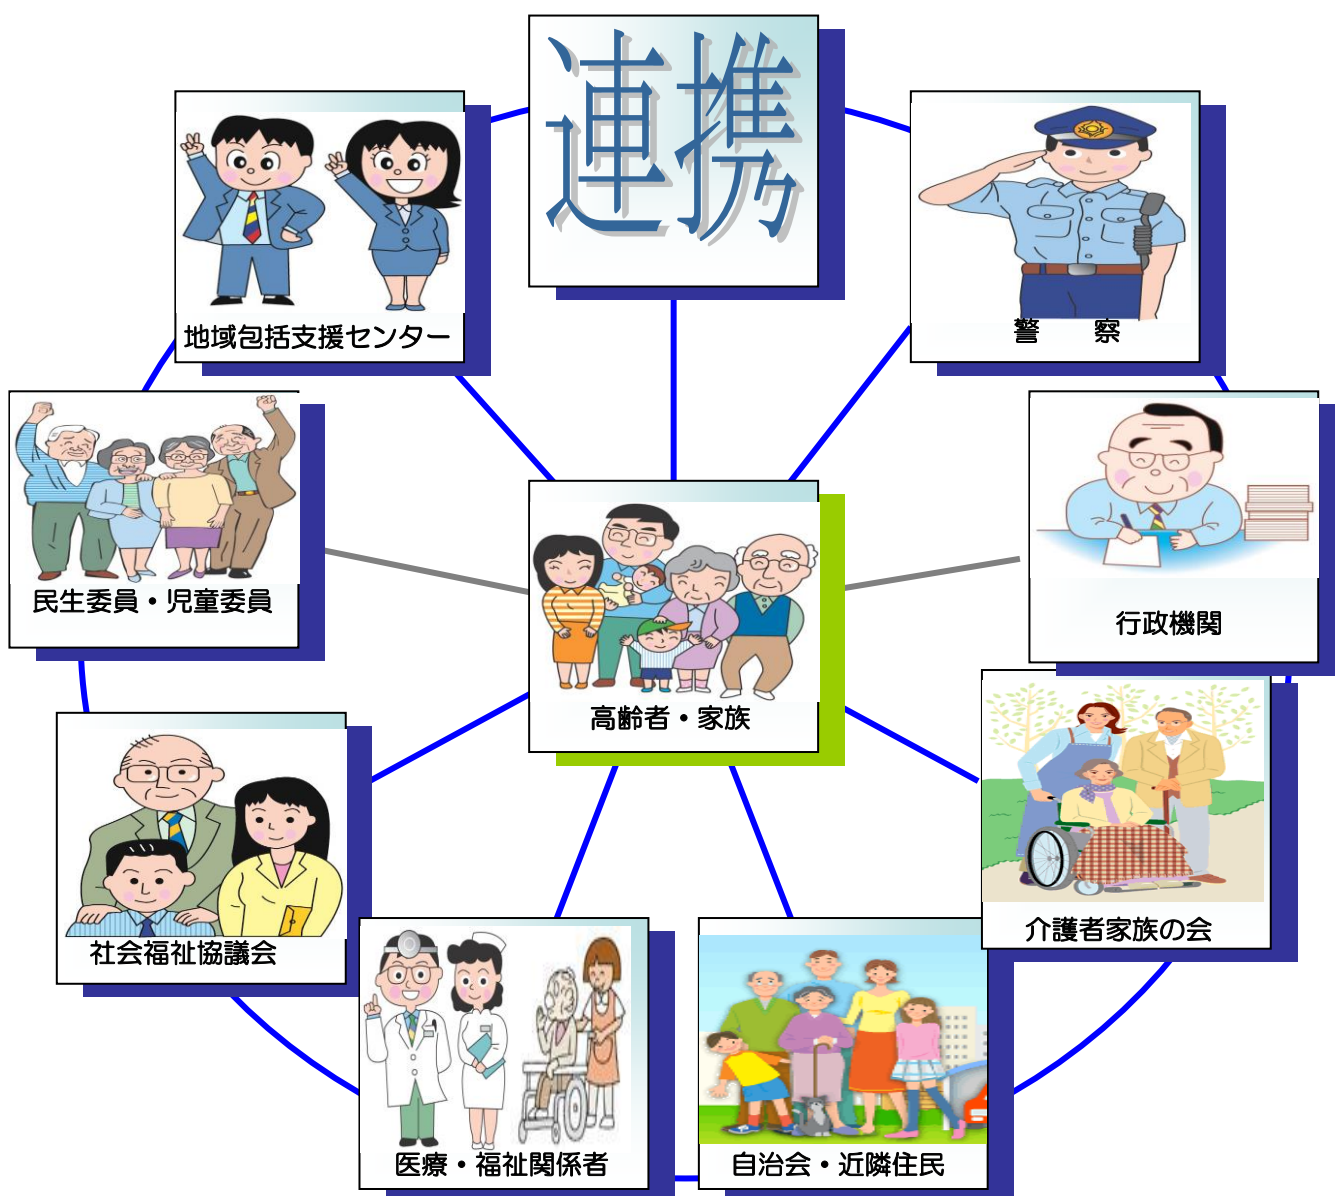 連携
地域包括支援センター
警　察
民生委員・児童委員
行政機関
高齢者・家族
社会福祉協議会
介護者家族の会
医療・福祉関係者
自治会・近隣住民